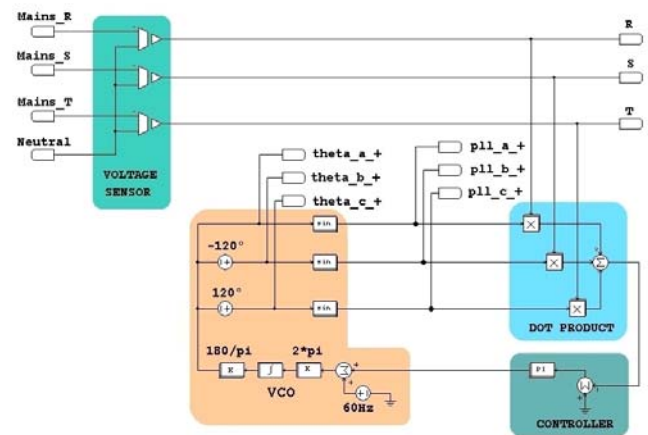 Mains_R
R
Mains_S
S
Mains_T
T
Neutral
VOLTAGE
SENSOR
theta_a_+
theta_b_+
theta_c_+
pll_a_+
pll_b_+
pll_c_+
sin
-120°
sin
120°
sin
DOT PRODUCT
180/pi
2*pi
K
∫
K
Σ
PI
VCO
60Hz
CONTROLLER